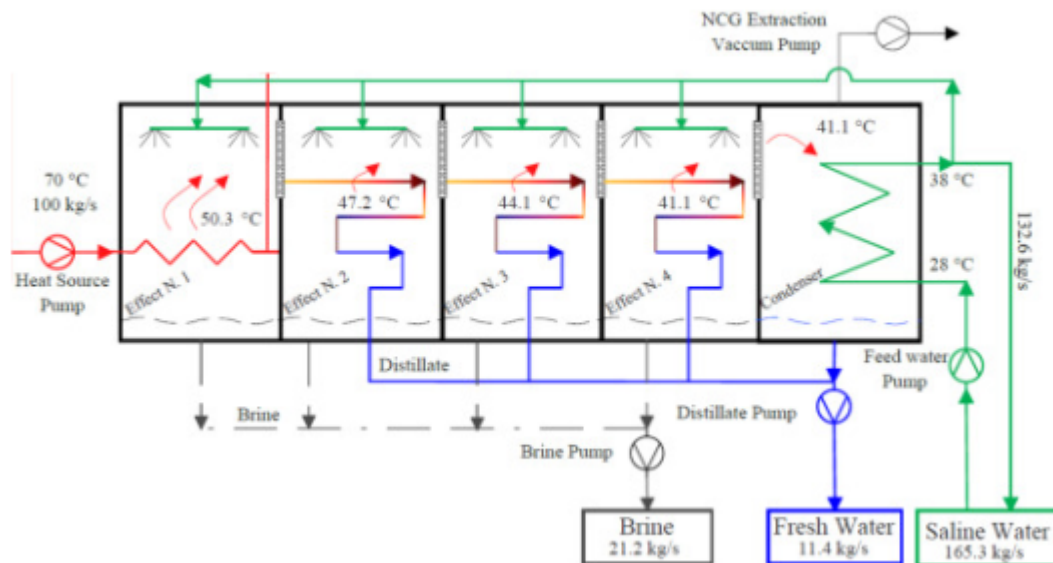 NCG Extraction
Vaccum Pump
41.1 °C
70 °C
100 kg/s
50.3 °C
47.2 °C
44.1 °C
41.1 °C
38 °C
132.6 kg/s
Heat Source
Pump
28 °C
Effect N. 1
Effect N. 2
Effect N. 3
Effect N. 4
Condenser
Feed water
Pump
Distillate
Brine
Distillate Pump
Brine Pump
Brine
21.2 kg/s
Fresh Water
11.4 kg/s
Saline Water
165.3 kg/s